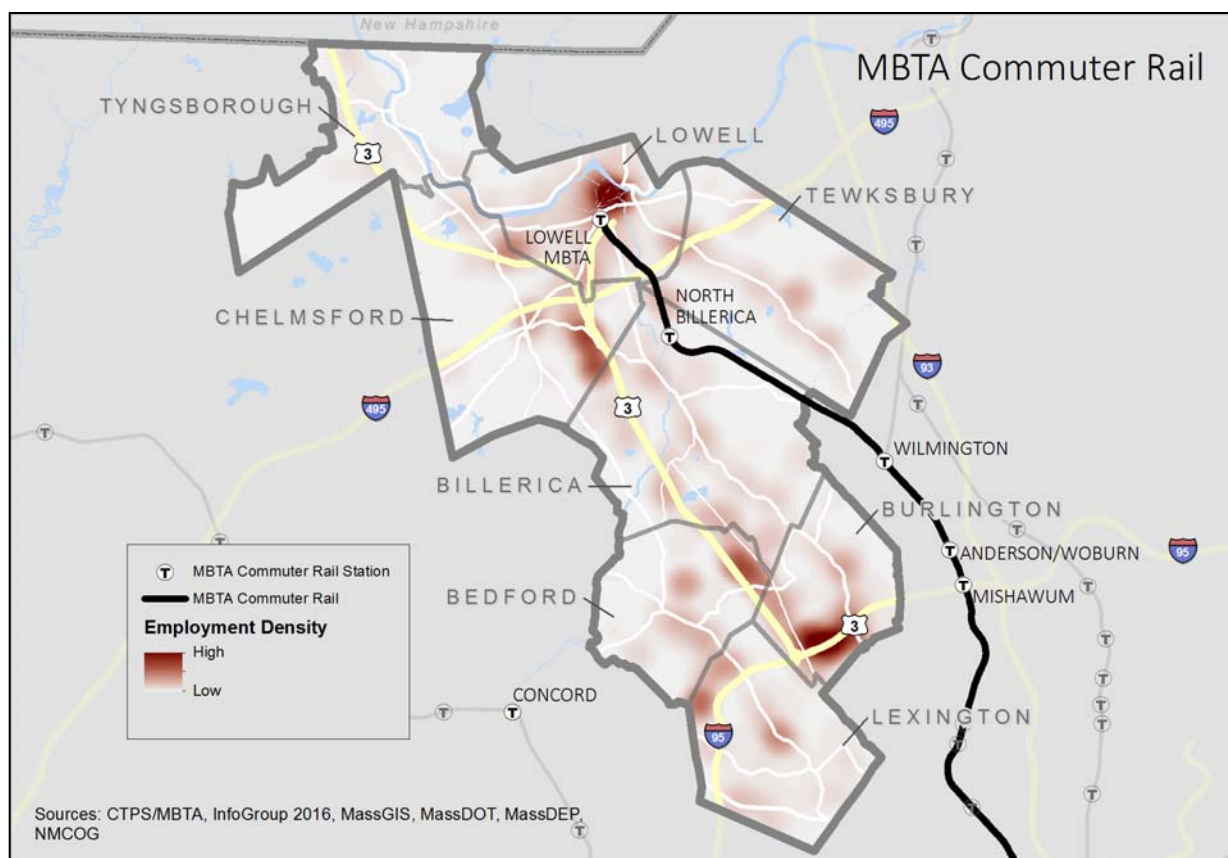 New Hampshire
MBTA Commuter Rail
TYNGSBOROUGH
LOWELL
495
3
TEWKSBURY
LOWELL
MBTA
NORTH
BILLERICA
CHELMSFORD
93
495
3
WILMINGTON
BILLERICA
BURLINGTON
ANDERSON/WOBURN
95
MISHAWUM
T MBTA Commuter Rail Station
MBTA Commuter Rail
Employment Density
High
Low
BEDFORD
3
CONCORD
LEXINGTON
95
Sources: CTPS/MBTA, InfoGroup 2016, MassGIS, MassDOT, MassDEP,
NMCOG